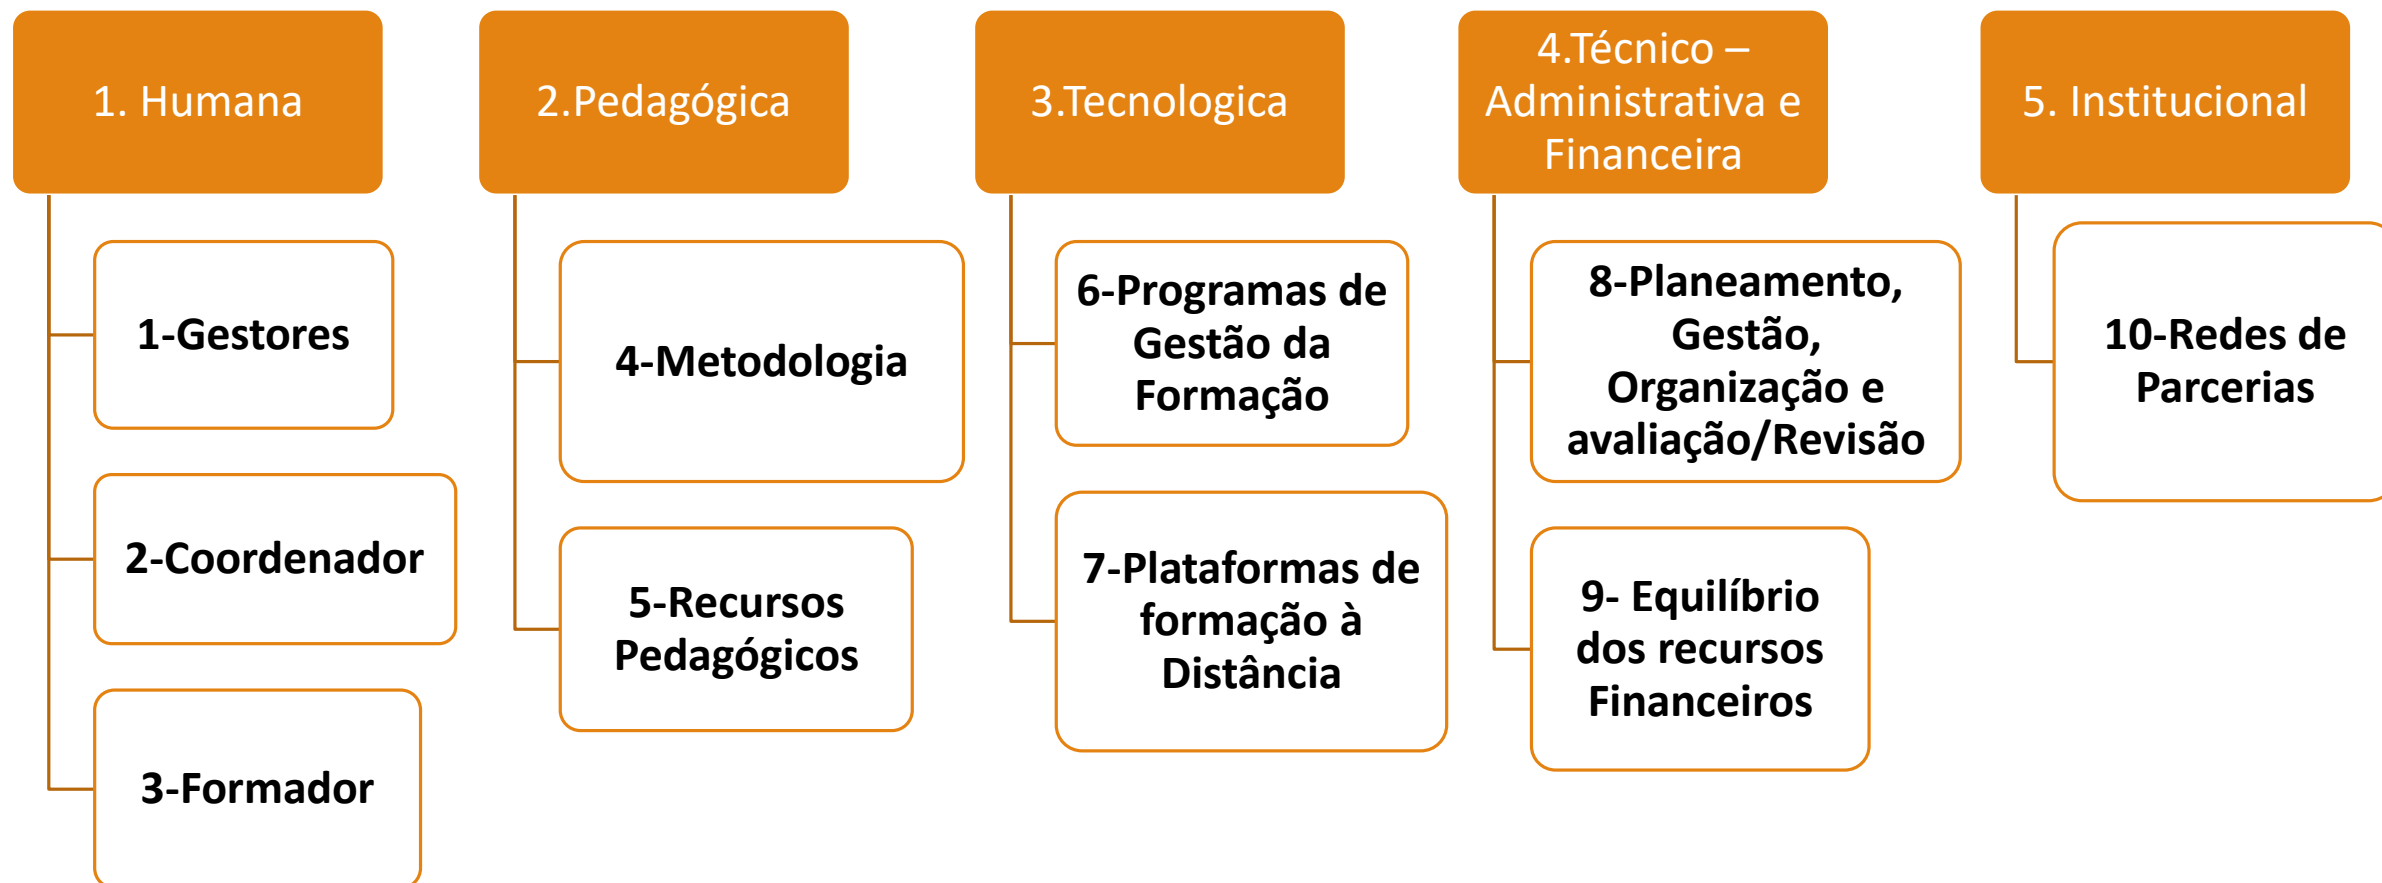 1. Humana
1-Gestores
2-Coordenador
3-Formador
2.Pedagógica
4-Metodologia
5-Recursos
Pedagógicos
3.Tecnologica
6-Programas de
Gestão da
Formação
7-Plataformas de
formação à
Distância
4.Técnico –
Administrativa e
Financeira
8-Planeamento,
Gestão,
Organização e
avaliação/Revisão
9- Equilíbrio
dos recursos
Financeiros
5. Institucional
10-Redes de
Parcerias